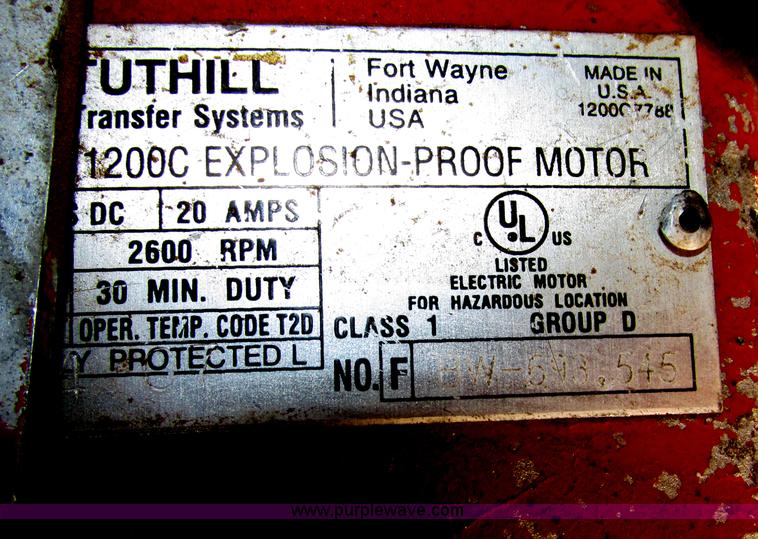 TUTHILL
Transfer Systems
Fort Wayne
Indiana
USA
MADE IN
U.S.A.
1200C EXPLOSION-PROOF MOTOR
DC 20 AMPS
2600 RPM
30 MIN. DUTY
OPER. TEMP. CODE T2D
Y PROTECTED L
UL
C US
LISTED
ELECTRIC MOTOR
FOR HAZARDOUS LOCATION
CLASS 1 GROUP D
NO. F
www.purplewave.com